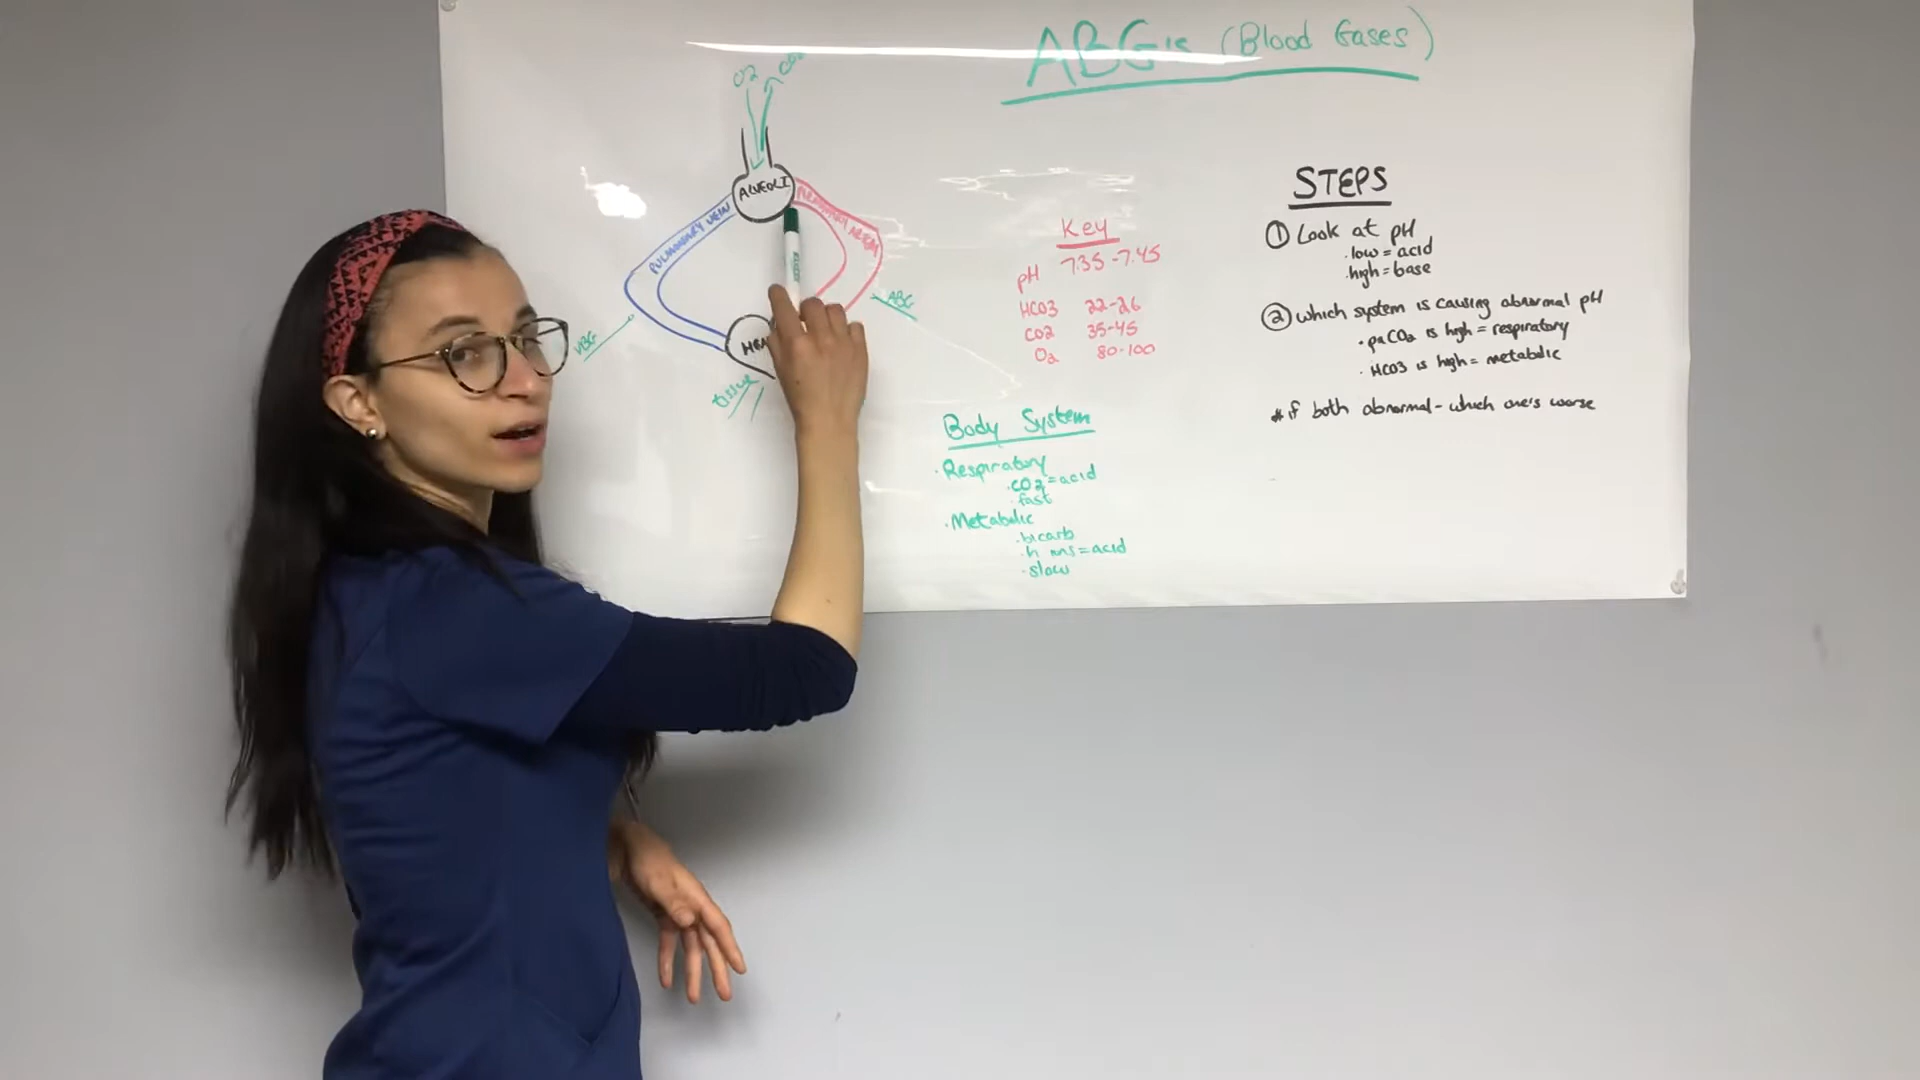 ABG's (Blood Gases)
O2
CO2
ALVEOLI
PULMONARY VEIN
PULMONARY ARTERY
ABG
VBG
HEA
tissue
Key
pH 7.35-7.45
HCO3 22-26
CO2 35-45
O2 80-100
Body System
· Respiratory
· CO2 = acid
· fast
· Metabolic
· bicarb
· h ions = acid
· slow
STEPS
① Look at pH
· low = acid
· high = base
② which system is causing abnormal pH
· paCO2 is high = respiratory
· HCO3 is high = metabolic
* if both abnormal - which one's worse